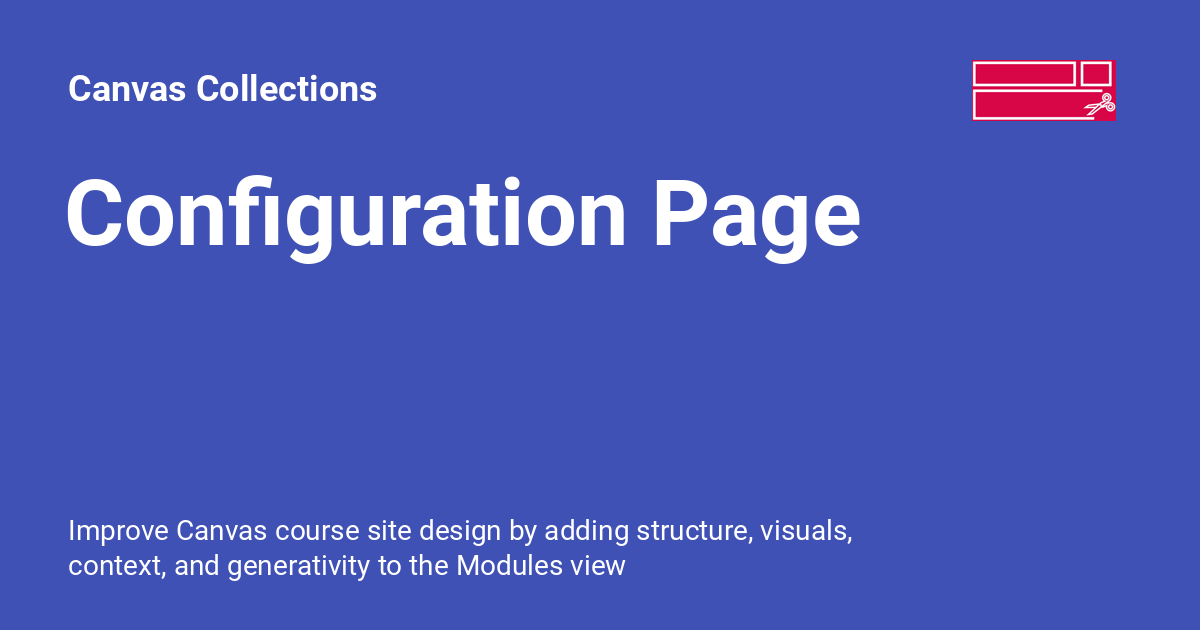 Canvas Collections
Configuration Page
Improve Canvas course site design by adding structure, visuals,
context, and generativity to the Modules view